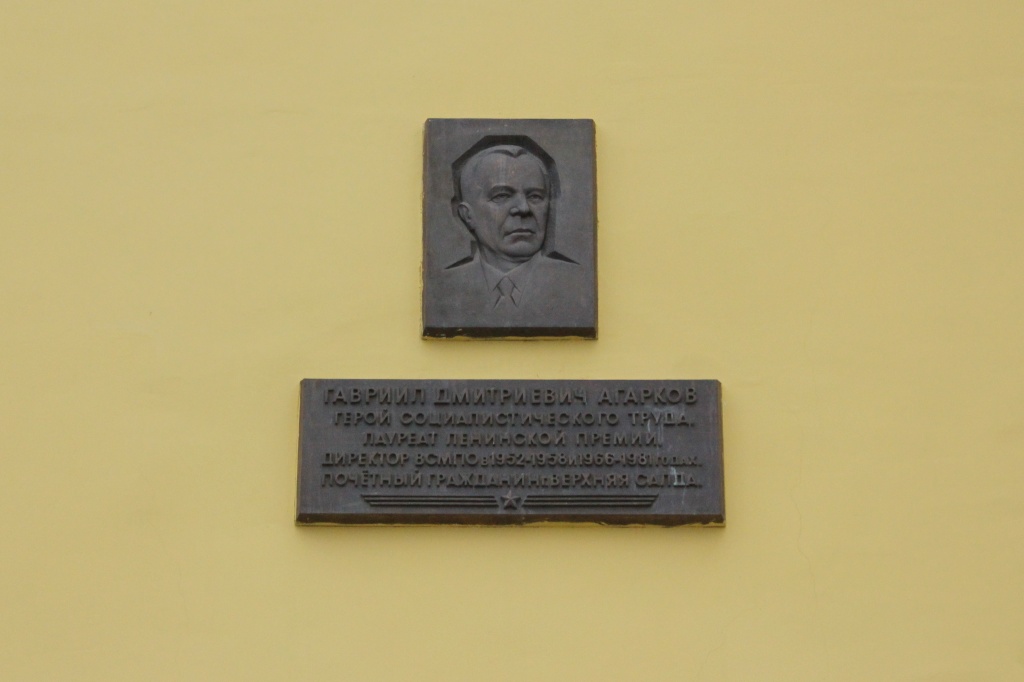 ГАВРИИЛ ДМИТРИЕВИЧ АГАРКОВ
ГЕРОЙ СОЦИАЛИСТИЧЕСКОГО ТРУДА,
ЛАУРЕАТ ЛЕНИНСКОЙ ПРЕМИИ,
ДИРЕКТОР ВСМПО в 1952-1958 и 1966-1981 г.г.
ПОЧЁТНЫЙ ГРАЖДАНИН г. ВЕРХНЯЯ САЛДА